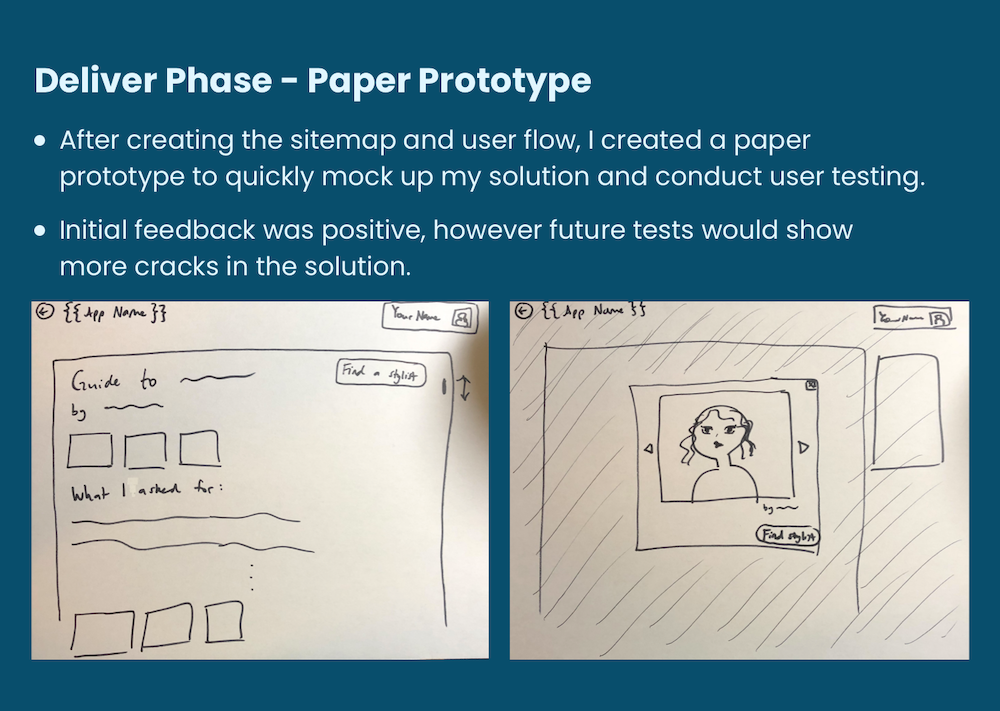 Deliver Phase - Paper Prototype
After creating the sitemap and user flow, I created a paper
prototype to quickly mock up my solution and conduct user testing.
Initial feedback was positive, however future tests would show
more cracks in the solution.
{{App Name}}
Your Name
Guide to
Find a stylist
by
What I asked for:
{{App Name}}
Your Name
by
Find stylist